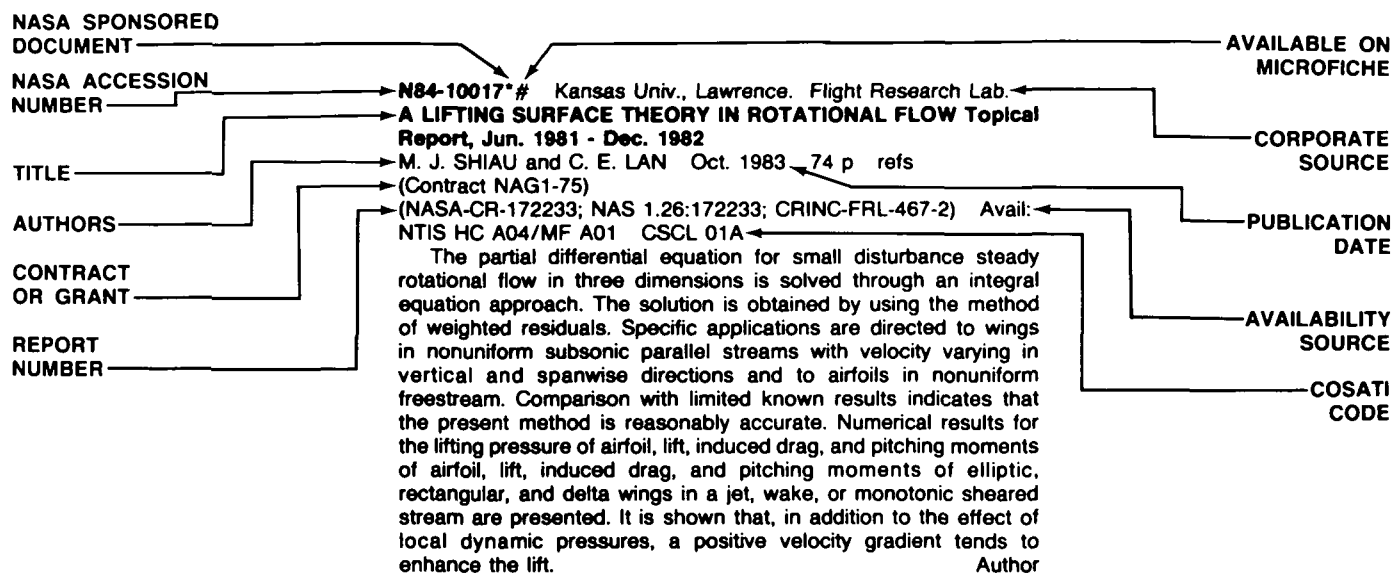 NASA SPONSORED
DOCUMENT
NASA ACCESSION
NUMBER
TITLE
AUTHORS
CONTRACT
OR GRANT
REPORT
NUMBER
N84-10017*# Kansas Univ., Lawrence. Flight Research Lab.
A LIFTING SURFACE THEORY IN ROTATIONAL FLOW Topical
Report, Jun. 1981 - Dec. 1982
M. J. SHIAU and C. E. LAN Oct. 1983 74 p refs
(Contract NAG1-75)
(NASA-CR-172233; NAS 1.26:172233; CRINC-FRL-467-2) Avail:
NTIS HC A04/MF A01 CSCL 01A
The partial differential equation for small disturbance steady
rotational flow in three dimensions is solved through an integral
equation approach. The solution is obtained by using the method
of weighted residuals. Specific applications are directed to wings
in nonuniform subsonic parallel streams with velocity varying in
vertical and spanwise directions and to airfoils in nonuniform
freestream. Comparison with limited known results indicates that
the present method is reasonably accurate. Numerical results for
the lifting pressure of airfoil, lift, induced drag, and pitching moments
of airfoil, lift, induced drag, and pitching moments of elliptic,
rectangular, and delta wings in a jet, wake, or monotonic sheared
stream are presented. It is shown that, in addition to the effect of
local dynamic pressures, a positive velocity gradient tends to
enhance the lift. Author
AVAILABLE ON
MICROFICHE
CORPORATE
SOURCE
PUBLICATION
DATE
AVAILABILITY
SOURCE
COSATI
CODE